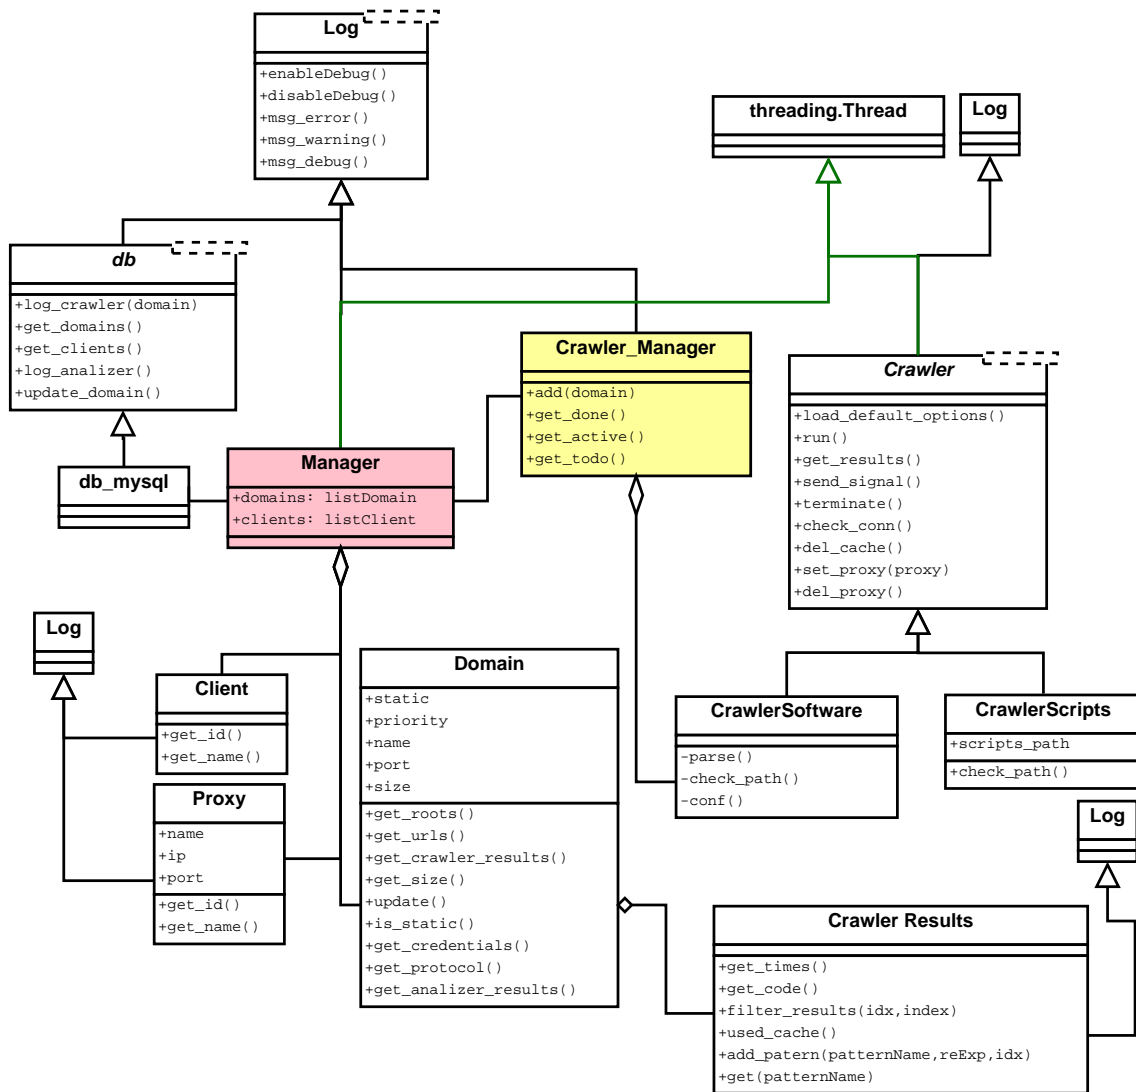 Log
+enableDebug()
+disableDebug()
+msg_error()
+msg_warning()
+msg_debug()
threading.Thread
Log
db
+log_crawler(domain)
+get_domains()
+get_clients()
+log_analizer()
+update_domain()
Crawler_Manager
+add(domain)
+get_done()
+get_active()
+get_todo()
Crawler
+load_default_options()
+run()
+get_results()
+send_signal()
+terminate()
+check_conn()
+del_cache()
+set_proxy(proxy)
+del_proxy()
db_mysql
Manager
+domains: listDomain
+clients: listClient
Log
Client
+get_id()
+get_name()
Proxy
+name
+ip
+port
+get_id()
+get_name()
Domain
+static
+priority
+name
+port
+size
+get_roots()
+get_urls()
+get_crawler_results()
+get_size()
+update()
+is_static()
+get_credentials()
+get_protocol()
+get_analizer_results()
CrawlerSoftware
-parse()
-check_path()
-conf()
CrawlerScripts
+scripts_path
+check_path()
Log
Crawler Results
+get_times()
+get_code()
+filter_results(idx,index)
+used_cache()
+add_patern(patternName,reExp,idx)
+get(patternName)